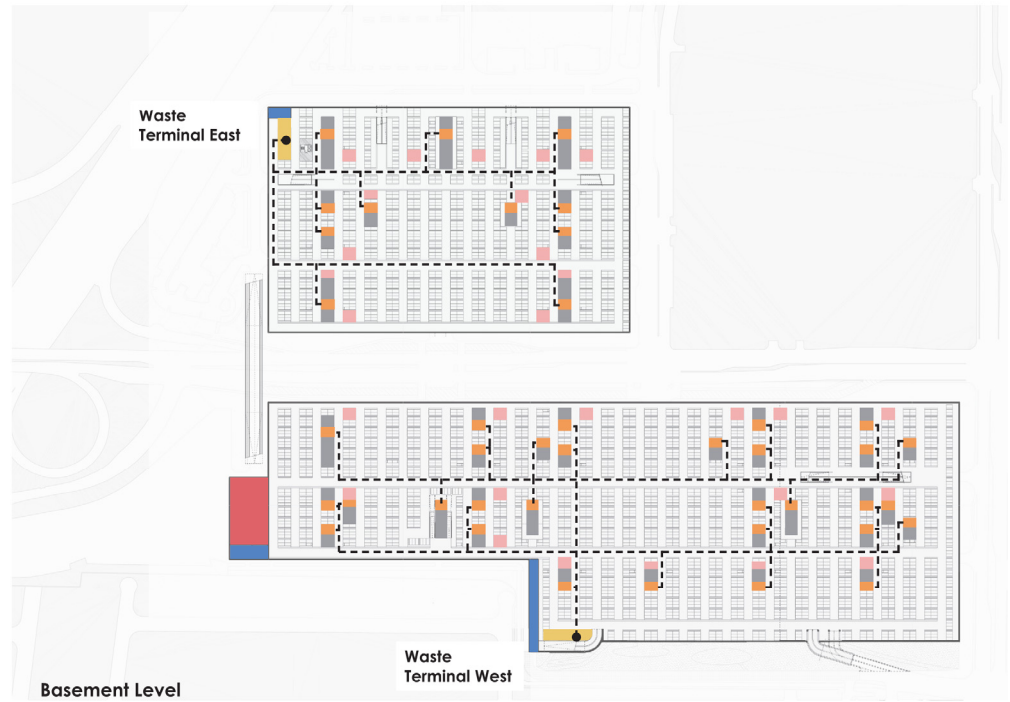 Waste
Terminal East
Waste
Terminal West
Basement Level